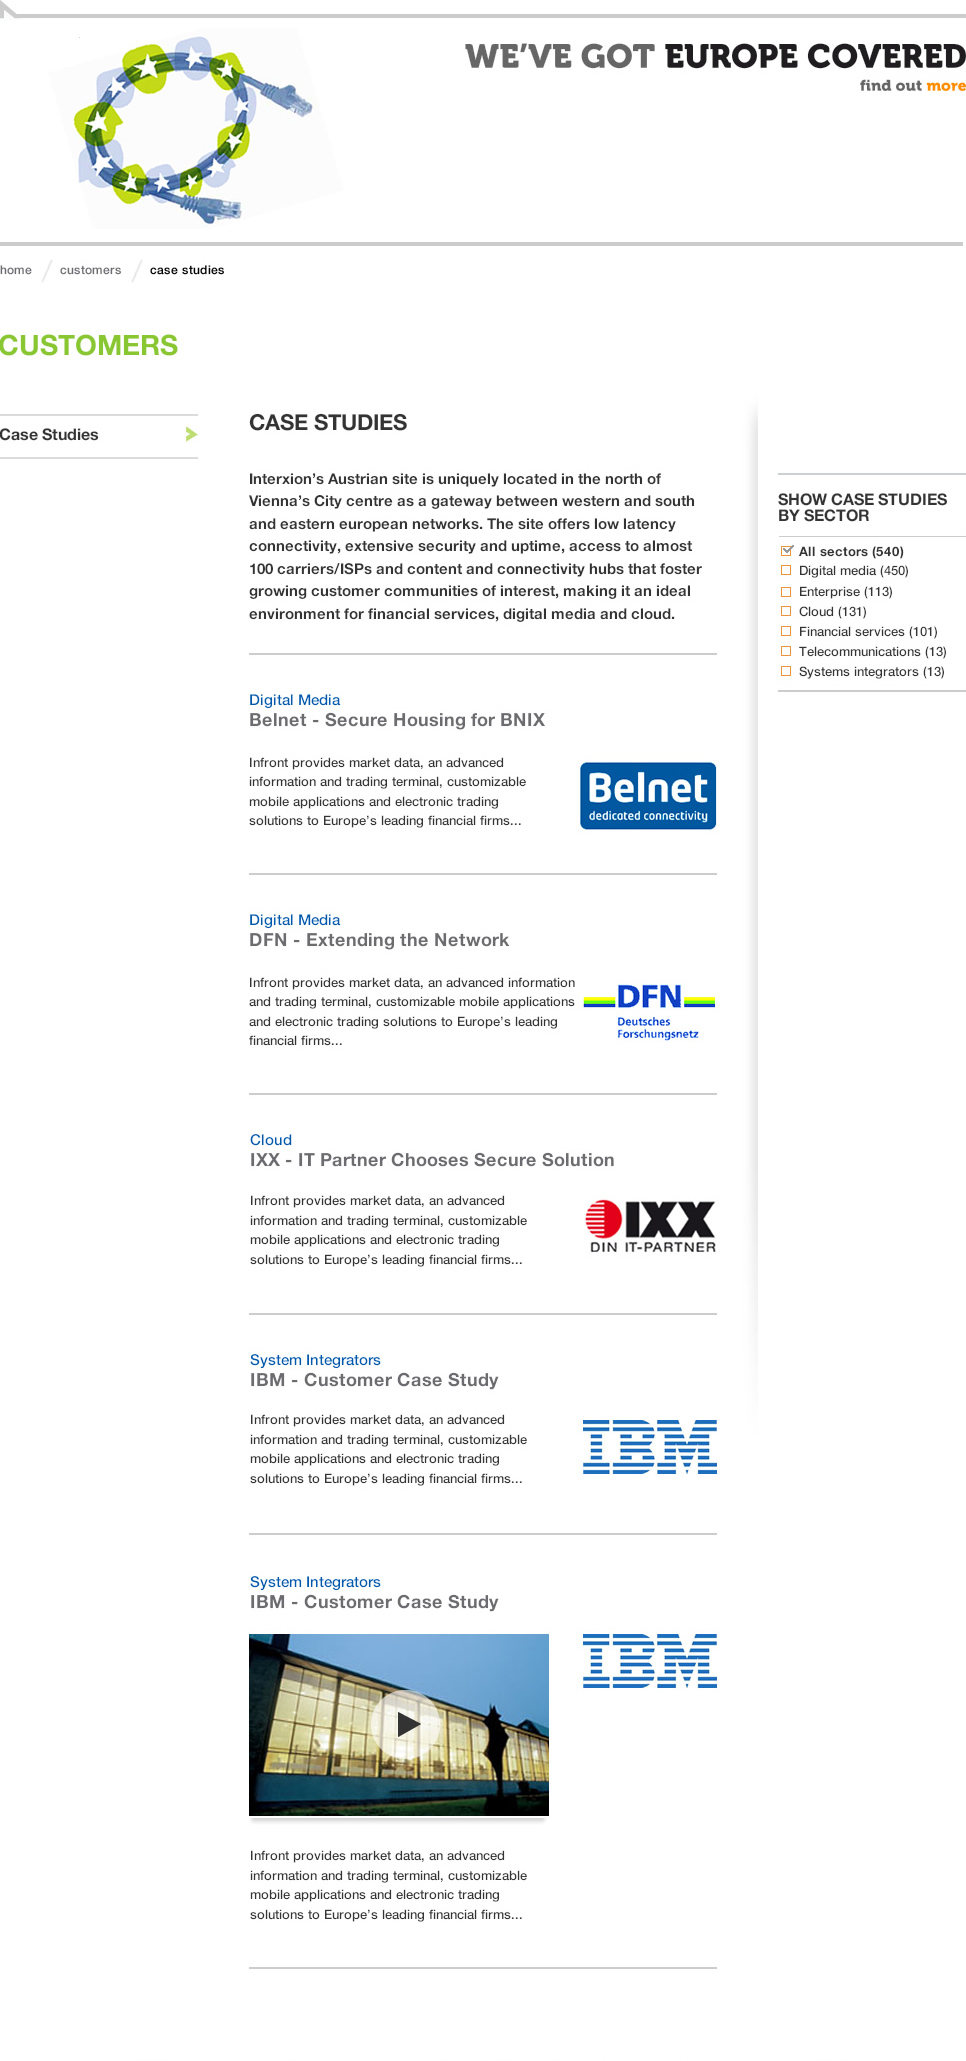 WE’VE GOT EUROPE COVERED
find out more
home
customers
case studies
CUSTOMERS
Case Studies
CASE STUDIES
Interxion’s Austrian site is uniquely located in the north of
Vienna’s City centre as a gateway between western and south
and eastern european networks. The site offers low latency
connectivity, extensive security and uptime, access to almost
100 carriers/ISPs and content and connectivity hubs that foster
growing customer communities of interest, making it an ideal
environment for financial services, digital media and cloud.
SHOW CASE STUDIES
BY SECTOR
All sectors (540)
Digital media (450)
Enterprise (113)
Cloud (131)
Financial services (101)
Telecommunications (13)
Systems integrators (13)
Digital Media
Belnet - Secure Housing for BNIX
Infront provides market data, an advanced
information and trading terminal, customizable
mobile applications and electronic trading
solutions to Europe’s leading financial firms...
Belnet
dedicated connectivity
Digital Media
DFN - Extending the Network
Infront provides market data, an advanced information
and trading terminal, customizable mobile applications
and electronic trading solutions to Europe’s leading
financial firms...
DFN
Deutsches
Forschungsnetz
Cloud
IXX - IT Partner Chooses Secure Solution
Infront provides market data, an advanced
information and trading terminal, customizable
mobile applications and electronic trading
solutions to Europe’s leading financial firms...
IXX
DIN IT-PARTNER
System Integrators
IBM - Customer Case Study
Infront provides market data, an advanced
information and trading terminal, customizable
mobile applications and electronic trading
solutions to Europe’s leading financial firms...
IBM
System Integrators
IBM - Customer Case Study
IBM
Infront provides market data, an advanced
information and trading terminal, customizable
mobile applications and electronic trading
solutions to Europe’s leading financial firms...